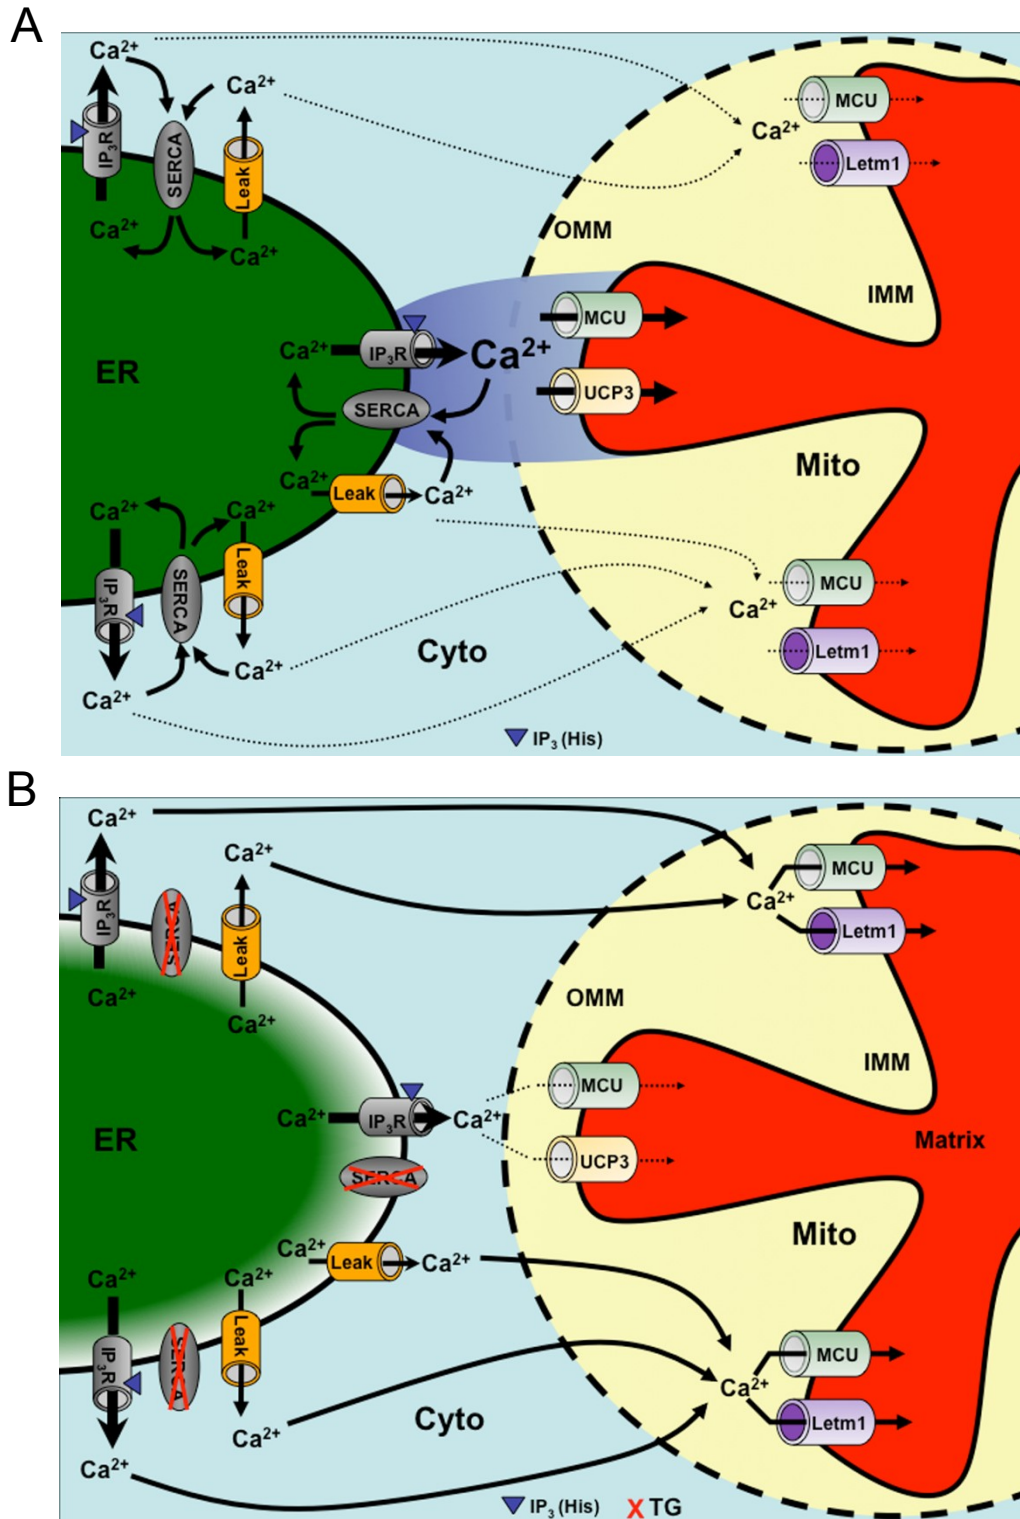 A
Ca2+
Ca2+
IP3R
SERCA
Leak
Ca2+
Ca2+
Ca2+
MCU
Letm1
OMM
IMM
ER
Ca2+
IP3R
Ca2+
MCU
SERCA
UCP3
Ca2+
Leak
Ca2+
Mito
Ca2+
Ca2+
IP3R
SERCA
Leak
Ca2+
Ca2+
Cyto
Ca2+
MCU
Letm1
IP3 (His)
B
Ca2+
Ca2+
IP3R
SERCA
Leak
Ca2+
Ca2+
Ca2+
MCU
Letm1
OMM
IMM
ER
Ca2+
IP3R
Ca2+
MCU
SERCA
UCP3
Matrix
Ca2+
Leak
Ca2+
Mito
Ca2+
Ca2+
IP3R
SERCA
Leak
Ca2+
Ca2+
Cyto
Ca2+
MCU
Letm1
IP3 (His)
X TG